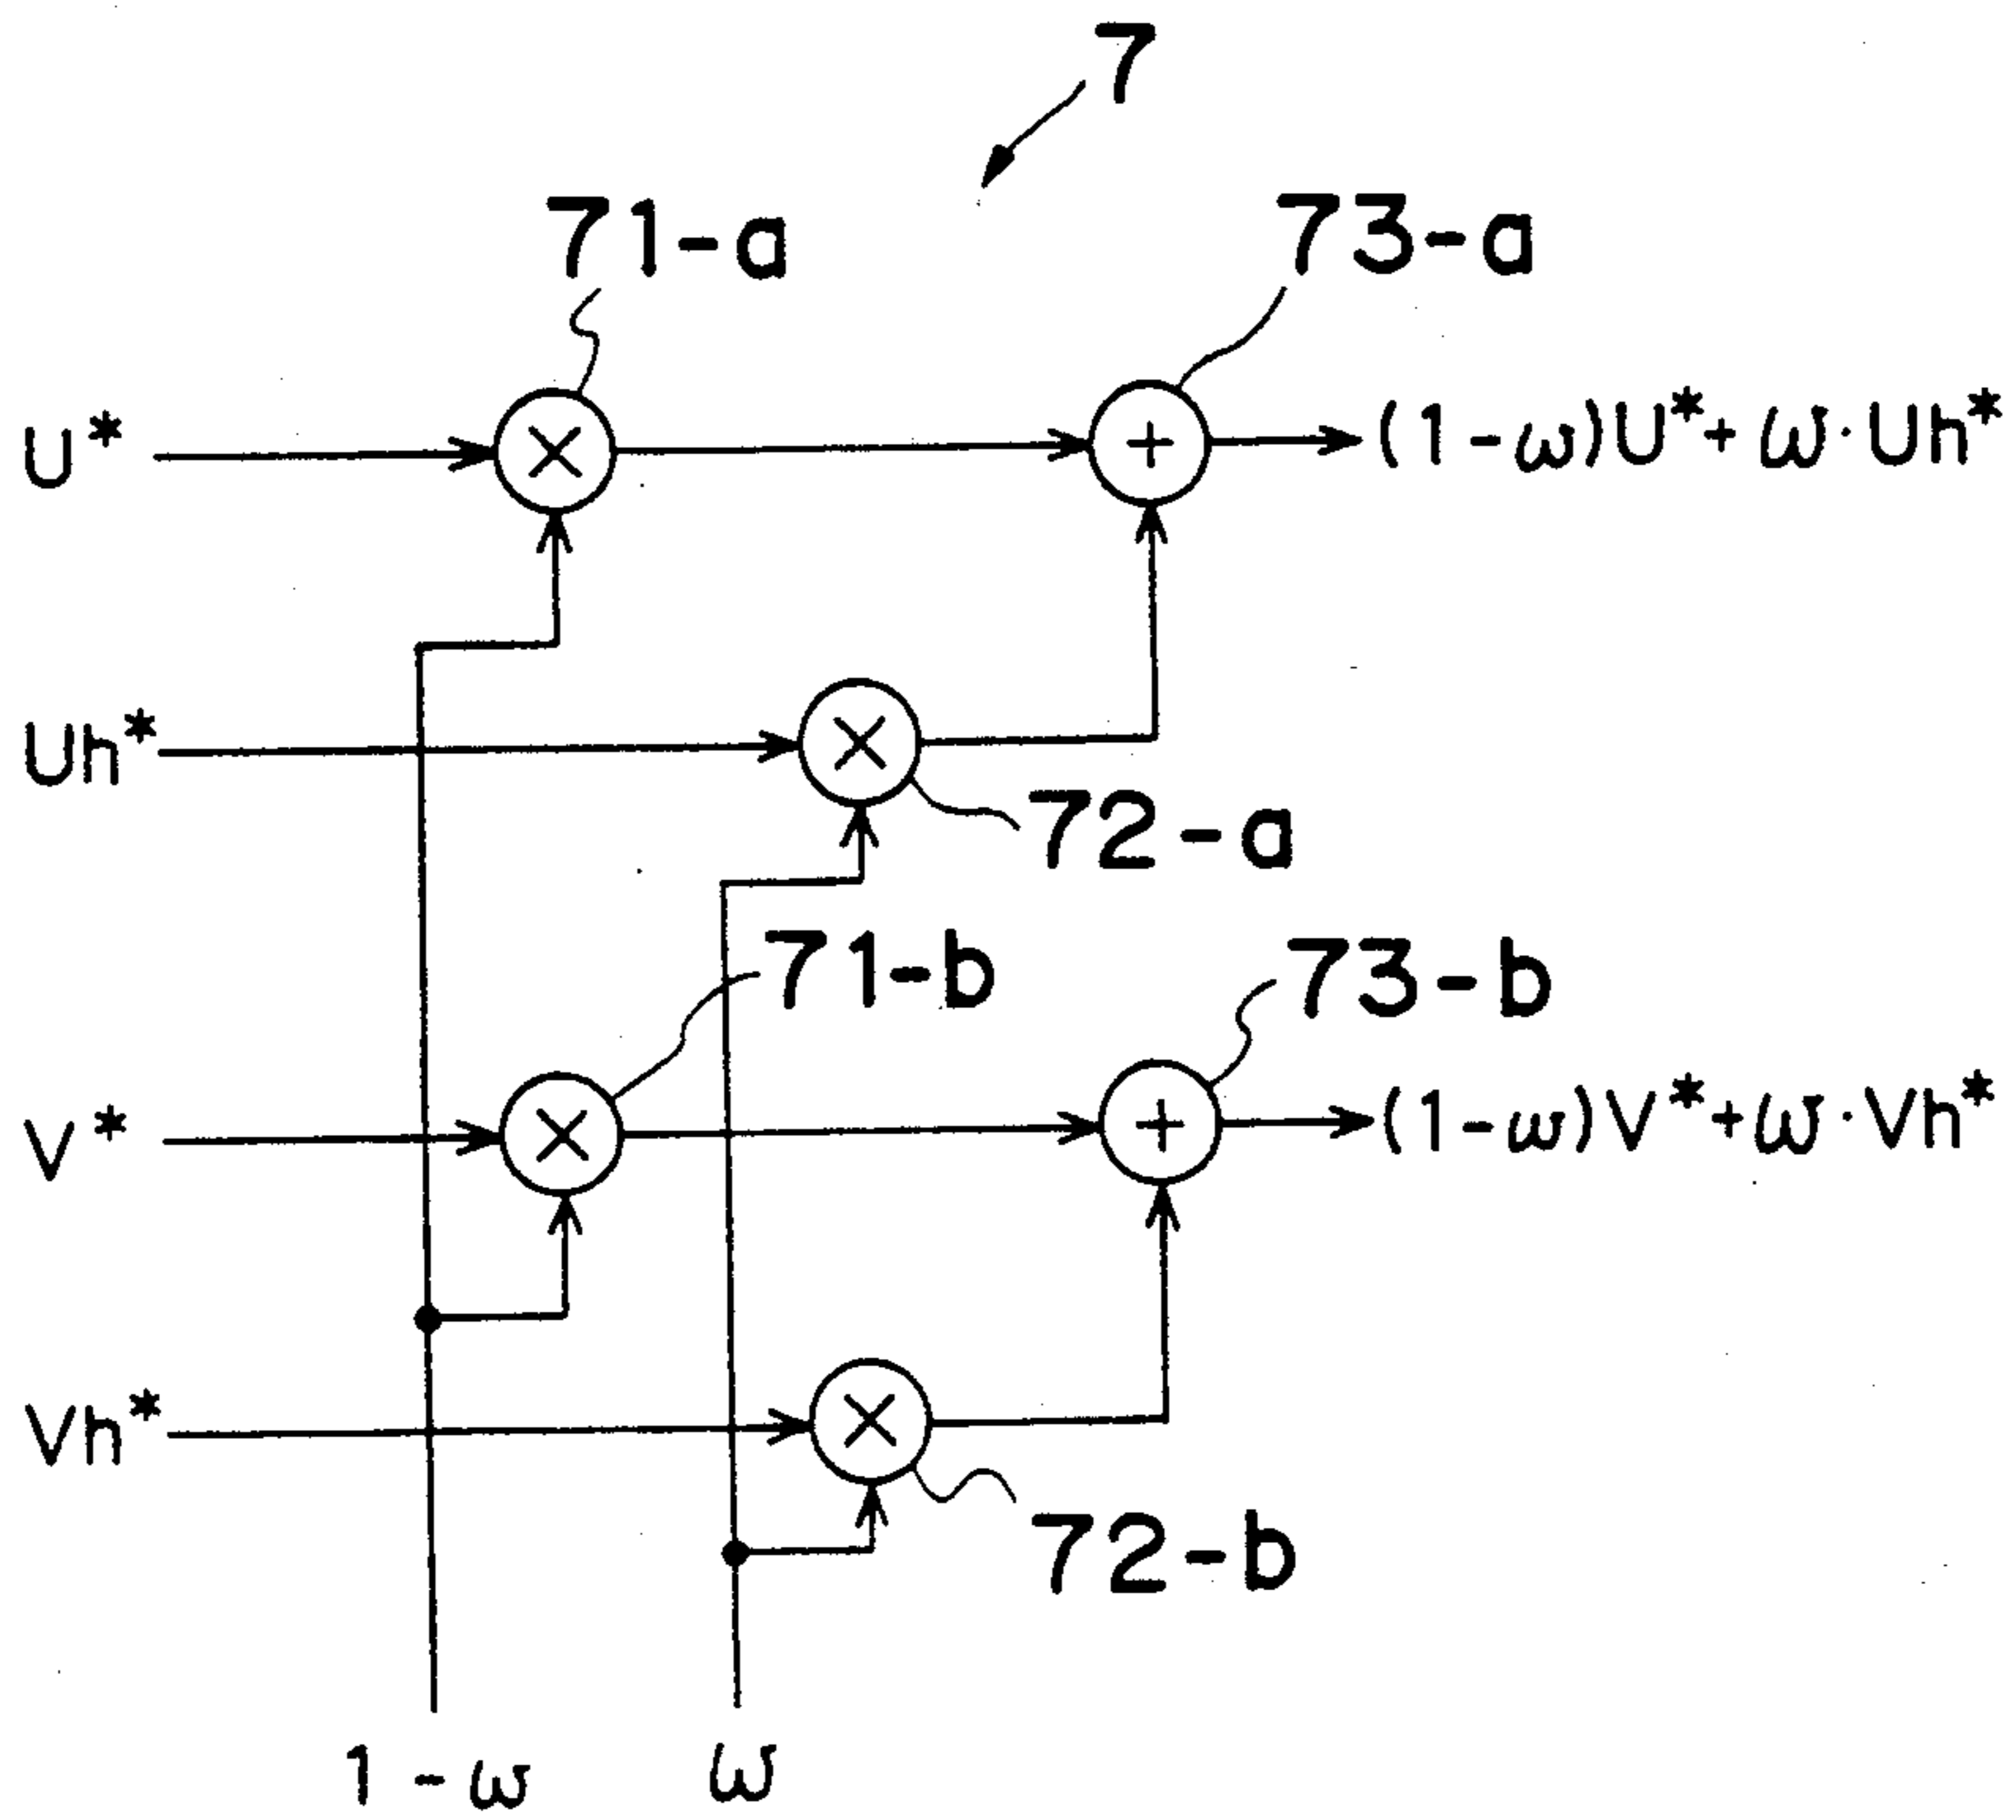 7
71-a
73-a
U*
(1-ω)U*+ω·Uh*
Uh*
72-a
71-b
73-b
V*
(1-ω)V*+ω·Vh*
Vh*
72-b
1-ω
ω